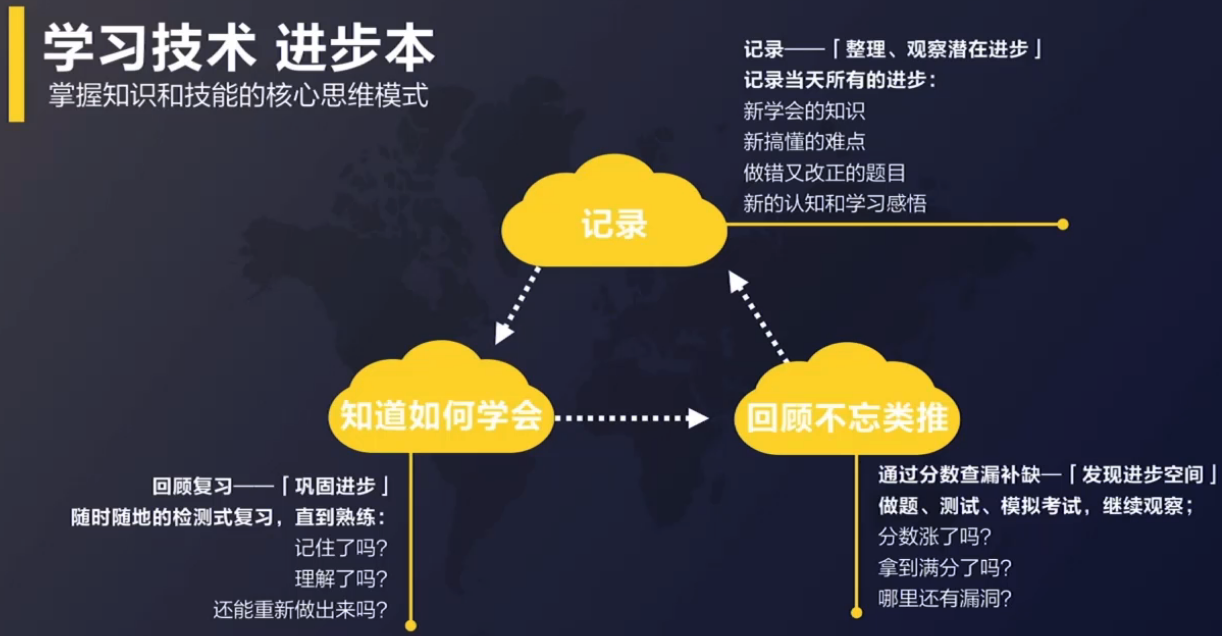 学习技术 进步本
掌握知识和技能的核心思维模式
记录——「整理、观察潜在进步」
记录当天所有的进步：
新学会的知识
新搞懂的难点
做错又改正的题目
新的认知和学习感悟
记录
知道如何学会
回顾不忘类推
回顾复习——「巩固进步」
随时随地的检测式复习，直到熟练：
记住了吗？
理解了吗？
还能重新做出来吗？
通过分数查漏补缺—「发现进步空间」
做题、测试、模拟考试，继续观察；
分数涨了吗？
拿到满分了吗？
哪里还有漏洞？